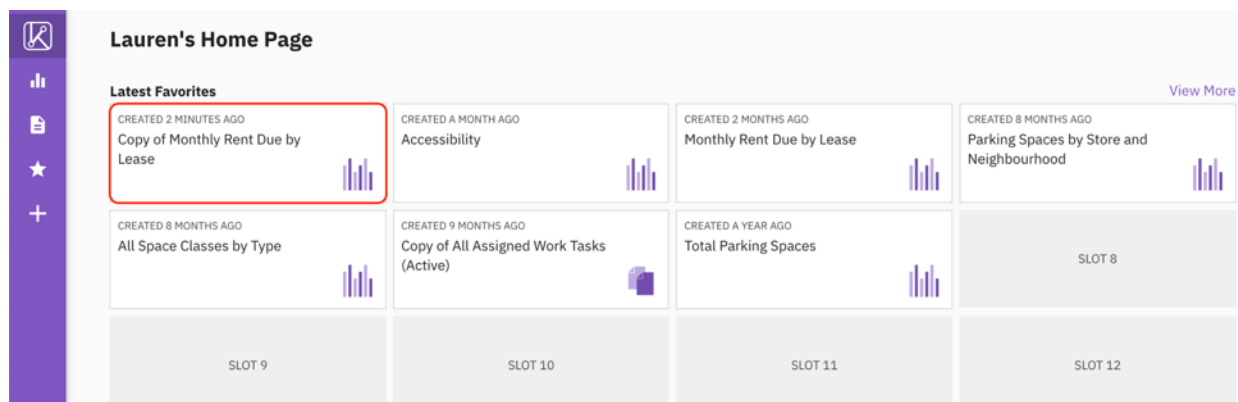 Lauren's Home Page
Latest Favorites
View More
CREATED 2 MINUTES AGO
Copy of Monthly Rent Due by
Lease
CREATED A MONTH AGO
Accessibility
CREATED 2 MONTHS AGO
Monthly Rent Due by Lease
CREATED 8 MONTHS AGO
Parking Spaces by Store and
Neighbourhood
CREATED 8 MONTHS AGO
All Space Classes by Type
CREATED 9 MONTHS AGO
Copy of All Assigned Work Tasks
(Active)
CREATED A YEAR AGO
Total Parking Spaces
SLOT 8
SLOT 9
SLOT 10
SLOT 11
SLOT 12